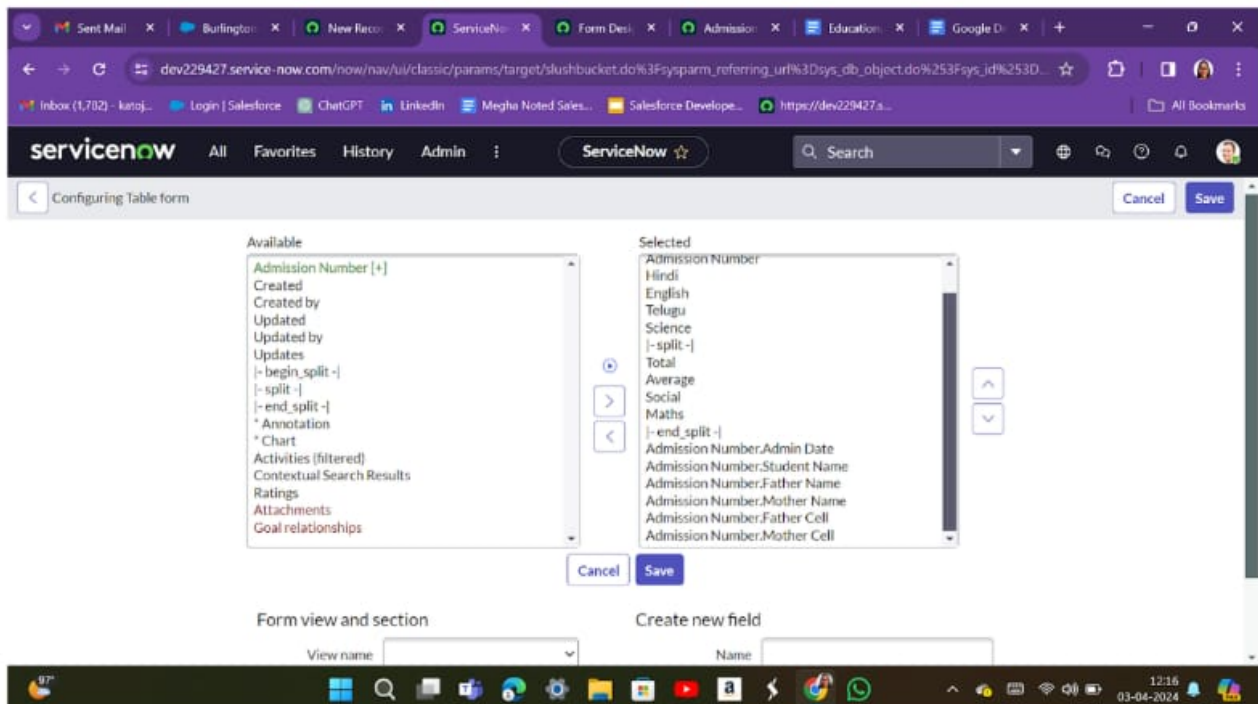 Sent Mail
Burlington
New Reco
ServiceNo
Form Desi
Admission
Education
Google D
dev229427.service-now.com/now/nav/ui/classic/params/target/slushbucket.do%3Fsysparm_referring_url%3Dsys_db_object.do%253Fsys_id%253D...
Inbox (1,782) - katoj... Login | Salesforce ChatGPT LinkedIn Megha Noted Sales... Salesforce Develope... https://dev229427.s... All Bookmarks
servicenow All Favorites History Admin ServiceNow Search
Configuring Table form Cancel Save
Available
Admission Number [+]
Created
Created by
Updated
Updated by
Updates
|- begin_split -|
|- split -|
|- end_split -|
* Annotation
* Chart
Activities (filtered)
Contextual Search Results
Ratings
Attachments
Goal relationships
Selected
Admission Number
Hindi
English
Telugu
Science
|- split -|
Total
Average
Social
Maths
|- end_split -|
Admission Number.Admin Date
Admission Number.Student Name
Admission Number.Father Name
Admission Number.Mother Name
Admission Number.Father Cell
Admission Number.Mother Cell
Cancel Save
Form view and section
View name
Create new field
Name
97°
12:16
03-04-2024